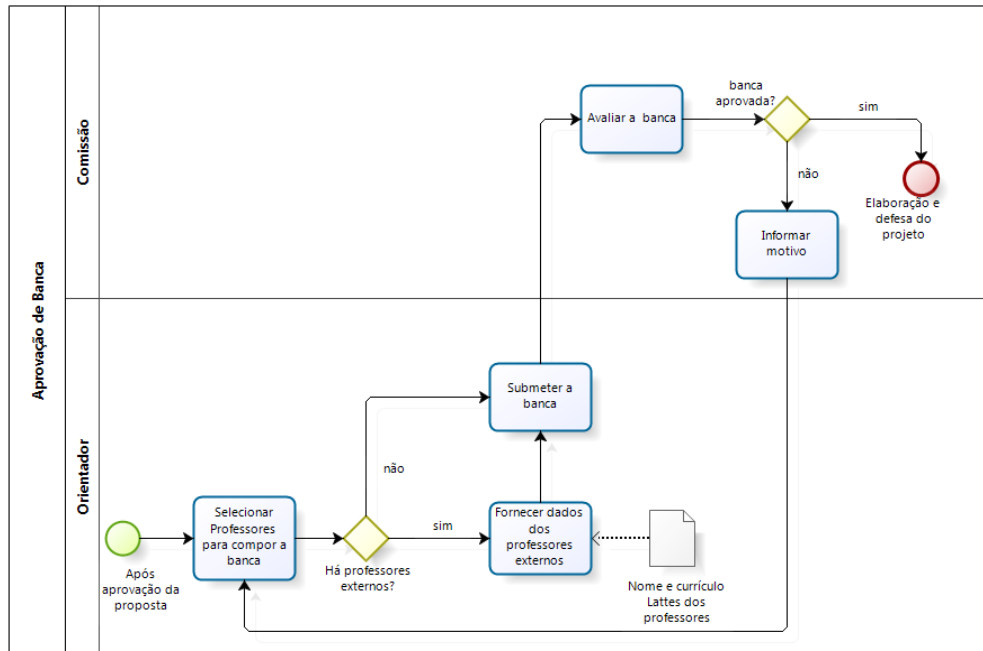 Aprovação de Banca
Comissão
Avaliar a banca
banca
aprovada?
sim
não
Elaboração e
defesa do
projeto
Informar
motivo
Orientador
Submeter a
banca
não
Após
aprovação da
proposta
Selecionar
Professores
para compor a
banca
Há professores
externos?
sim
Fornecer dados
dos
professores
externos
Nome e currículo
Lattes dos
professores